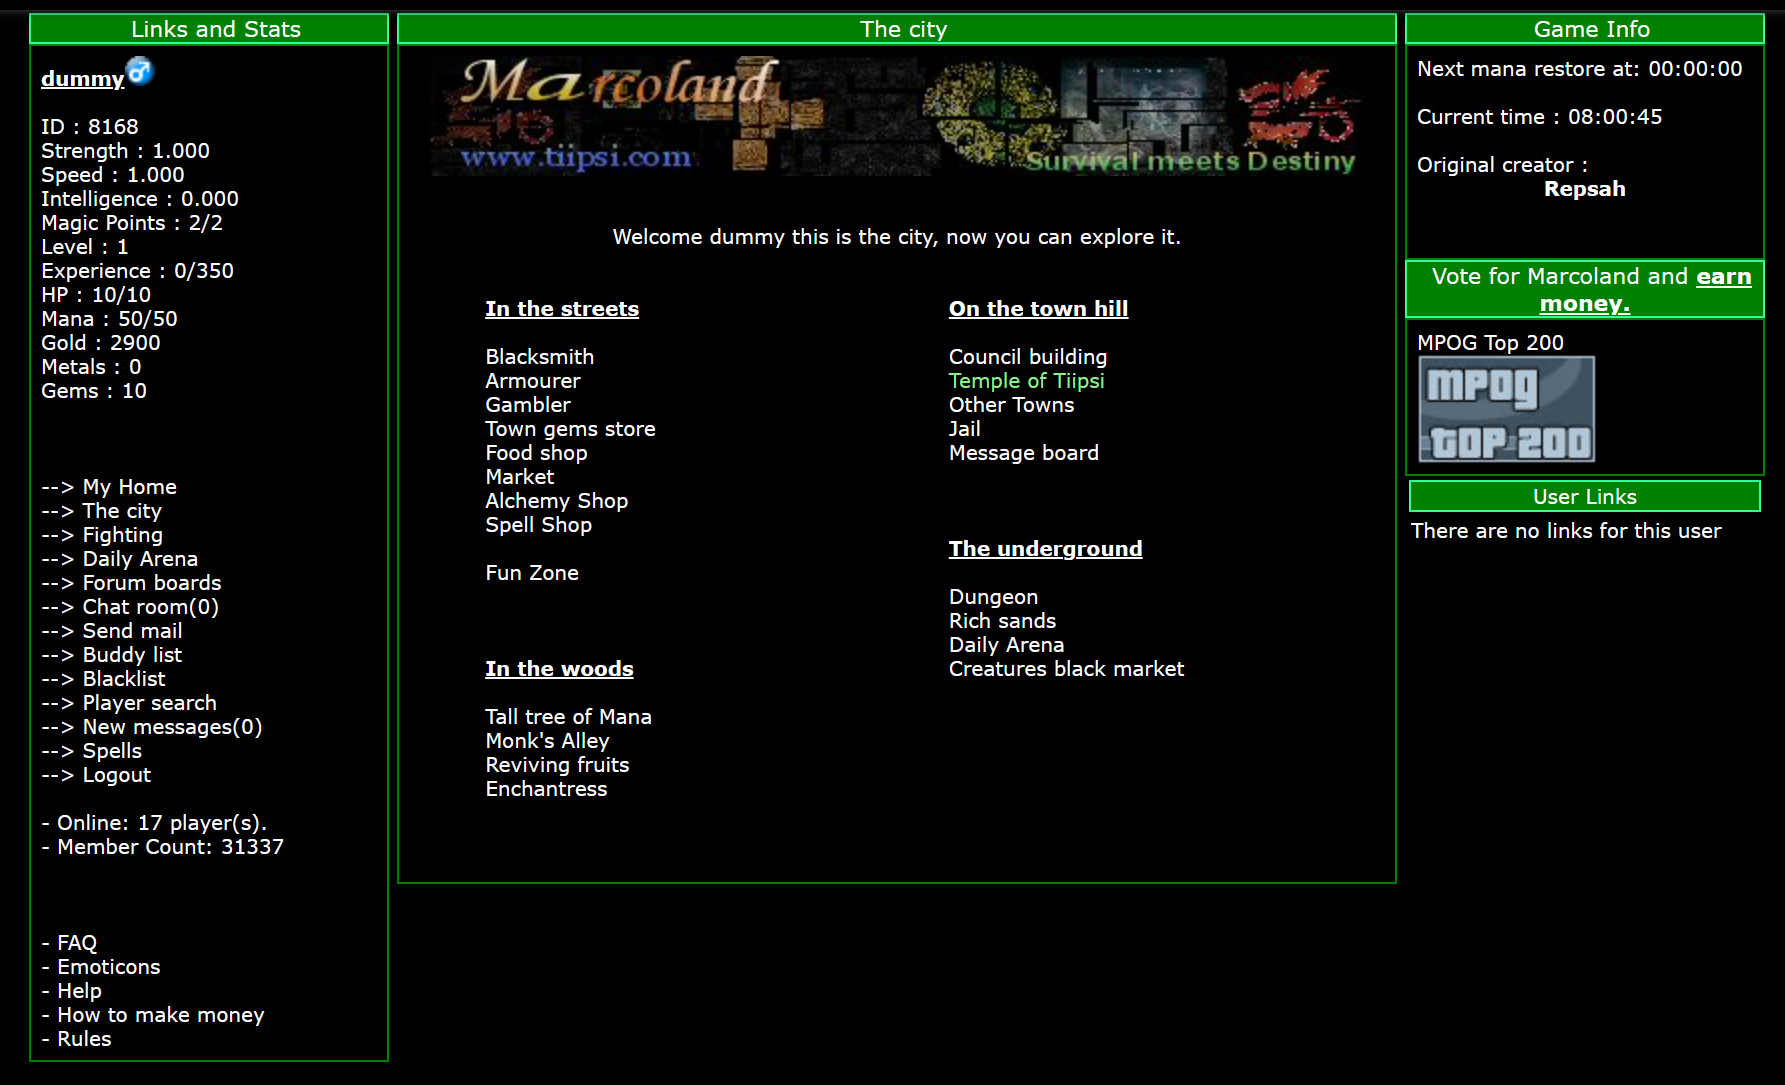 Links and Stats
dummy
ID : 8168
Strength : 1.000
Speed : 1.000
Intelligence : 0.000
Magic Points : 2/2
Level : 1
Experience : 0/350
HP : 10/10
Mana : 50/50
Gold : 2900
Metals : 0
Gems : 10
--> My Home
--> The city
--> Fighting
--> Daily Arena
--> Forum boards
--> Chat room(0)
--> Send mail
--> Buddy list
--> Blacklist
--> Player search
--> New messages(0)
--> Spells
--> Logout
- Online: 17 player(s).
- Member Count: 31337
- FAQ
- Emoticons
- Help
- How to make money
- Rules
The city
Marcoland
www.tiipsi.com
Survival meets Destiny
Welcome dummy this is the city, now you can explore it.
In the streets
Blacksmith
Armourer
Gambler
Town gems store
Food shop
Market
Alchemy Shop
Spell Shop
Fun Zone
In the woods
Tall tree of Mana
Monk's Alley
Reviving fruits
Enchantress
On the town hill
Council building
Temple of Tiipsi
Other Towns
Jail
Message board
The underground
Dungeon
Rich sands
Daily Arena
Creatures black market
Game Info
Next mana restore at: 00:00:00
Current time : 08:00:45
Original creator :
Repsah
Vote for Marcoland and earn
money.
MPOG Top 200
mpog
top 200
User Links
There are no links for this user